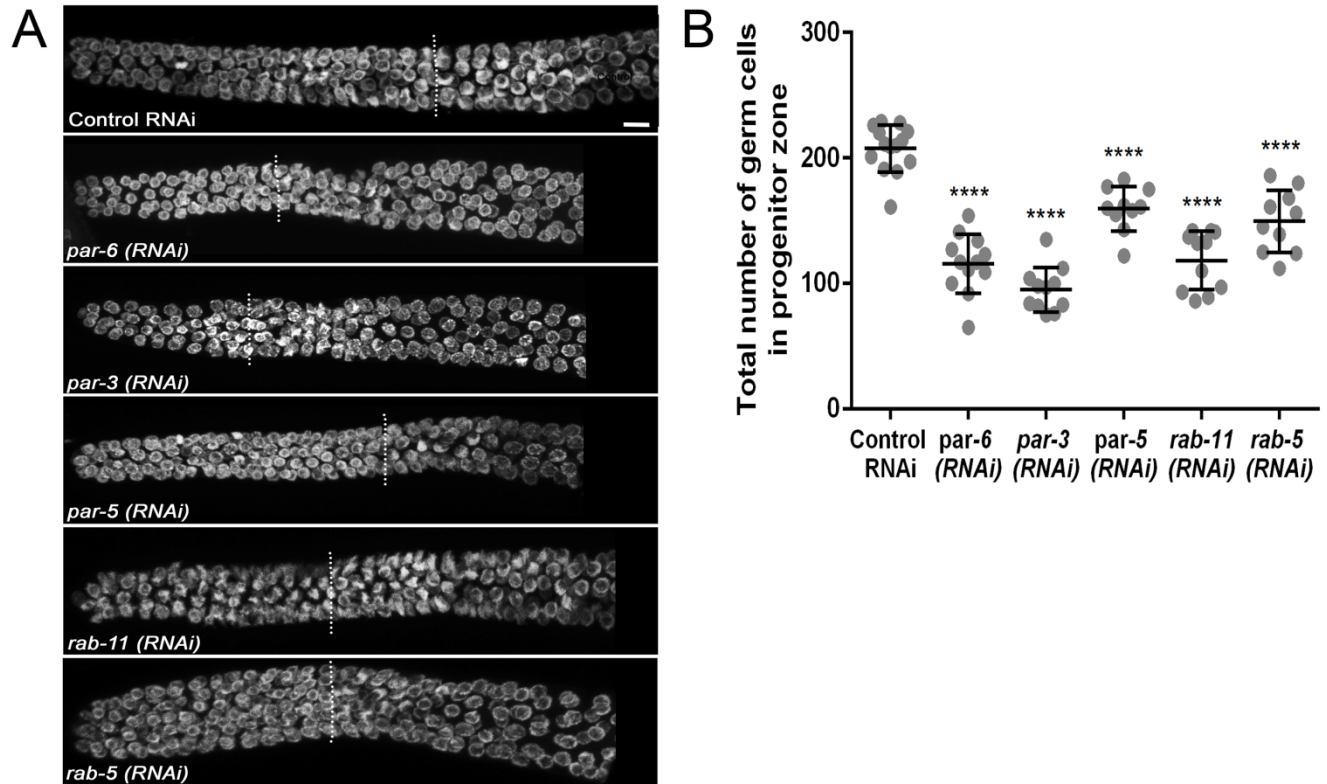 A
Control RNAi
Control
par-6 (RNAi)
par-3 (RNAi)
par-5 (RNAi)
rab-11 (RNAi)
rab-5 (RNAi)
B
Total number of germ cells
in progenitor zone
300
200
100
0
****
****
****
****
****
Control
RNAi
par-6
(RNAi)
par-3
(RNAi)
par-5
(RNAi)
rab-11
(RNAi)
rab-5
(RNAi)